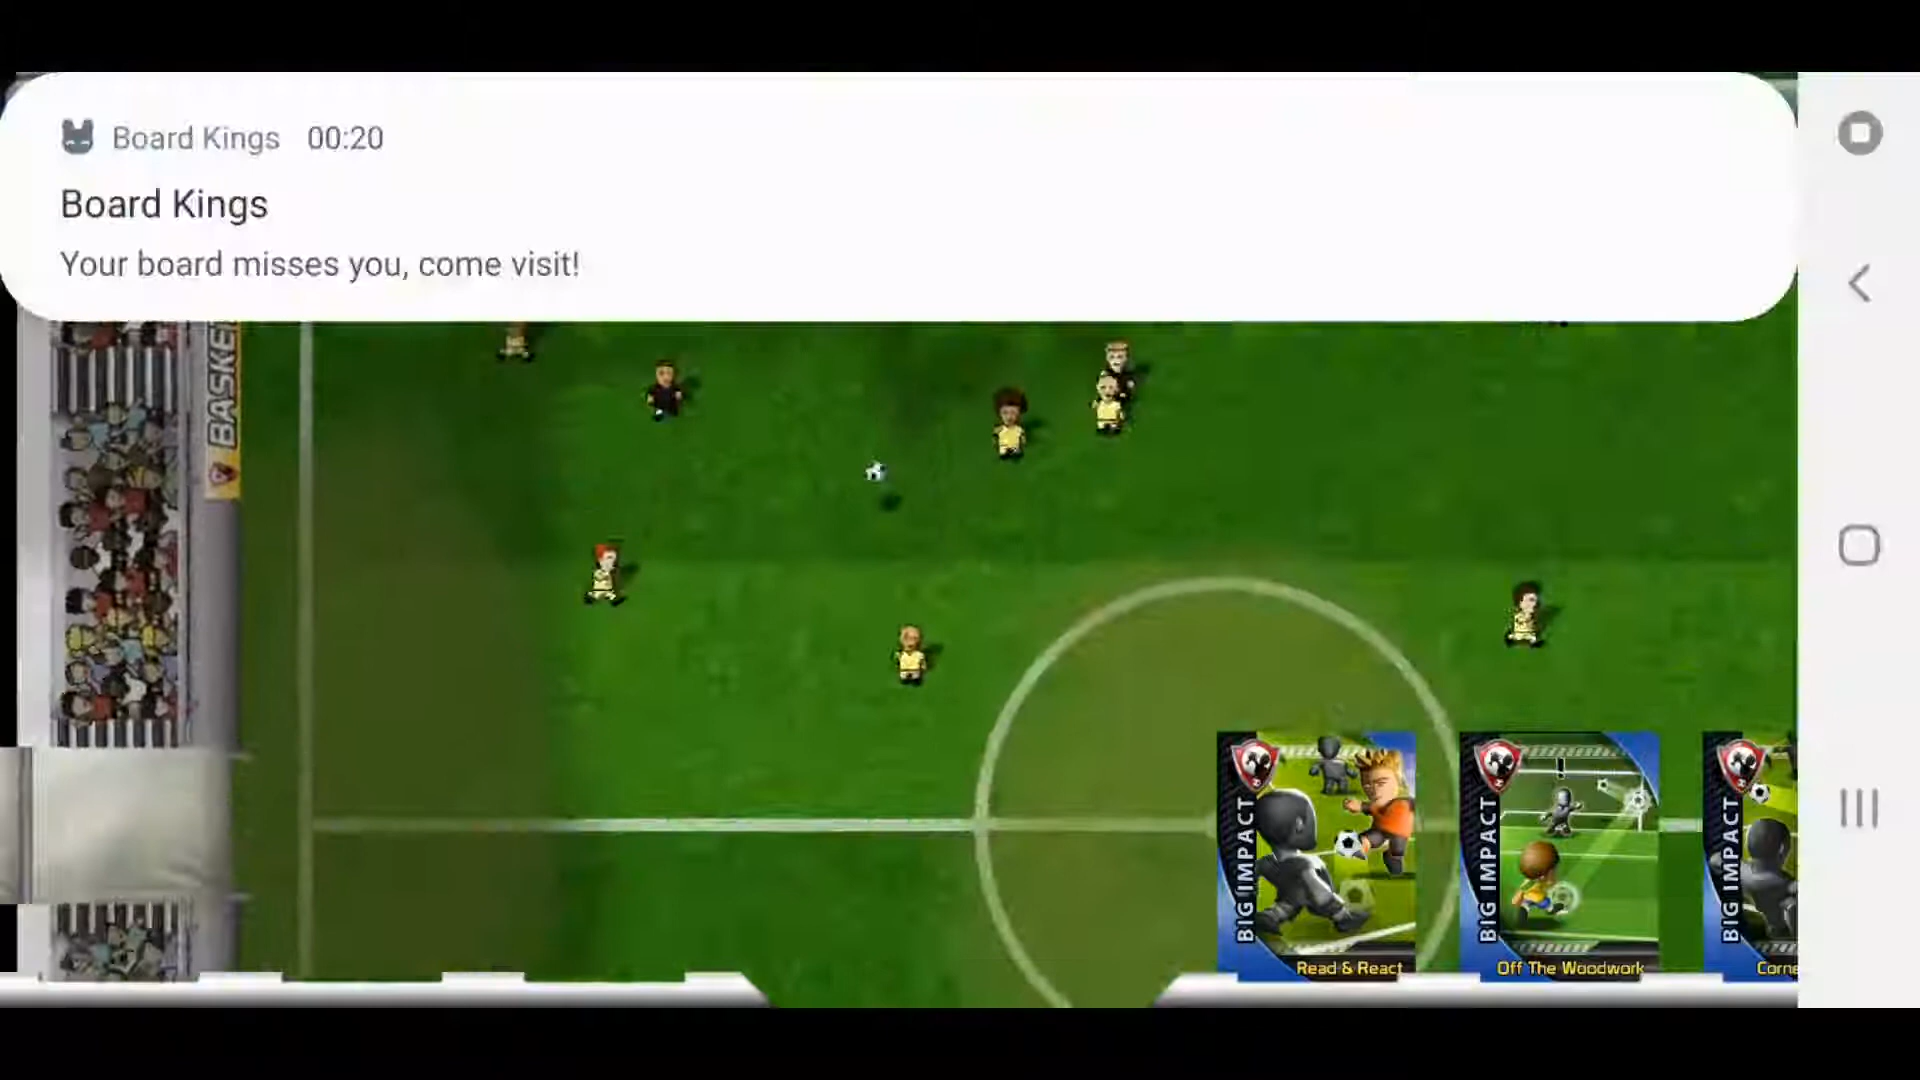 Board Kings 00:20
Board Kings
Your board misses you, come visit!
BASKE
BIG IMPACT
Read & React
BIG IMPACT
Off The Woodwork
BIG IMPACT
Corne